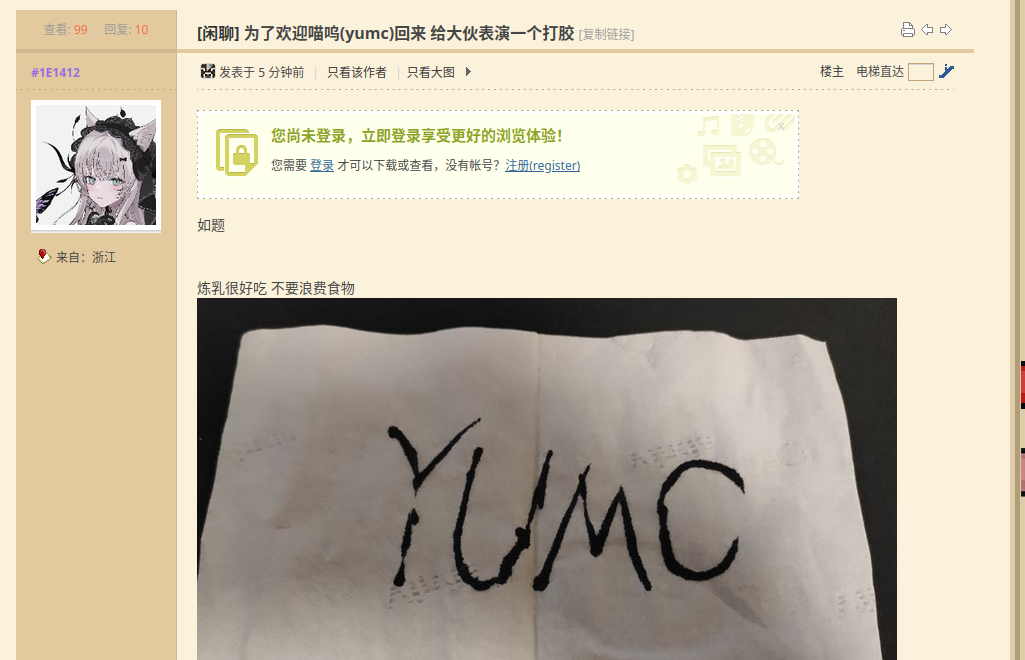 查看: 99 | 回复: 10
[闲聊] 为了欢迎喵呜(yumc)回来 给大伙表演一个打胶 [复制链接]
#1E1412
发表于 5 分钟前 | 只看该作者 | 只看大图
楼主 电梯直达
您尚未登录，立即登录享受更好的浏览体验！
您需要 登录 才可以下载或查看，没有帐号？注册(register)
x
来自：浙江
如题
炼乳很好吃 不要浪费食物
YUMC